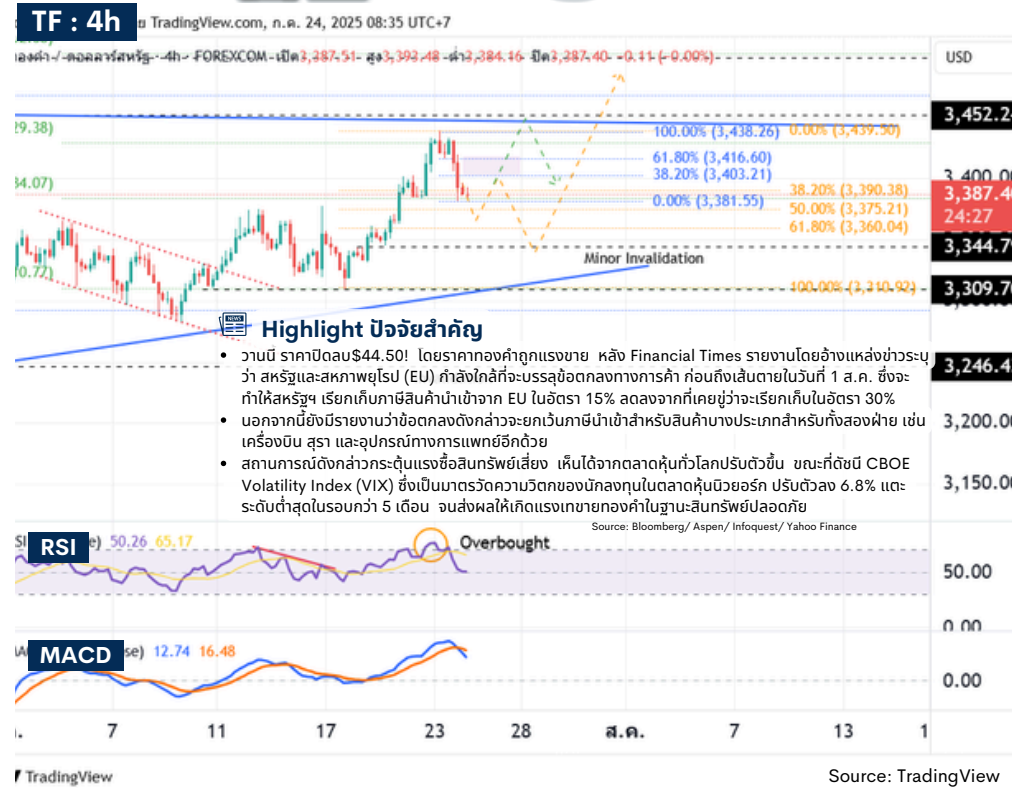 TF : 4h
TradingView.com, ก.ค. 24, 2025 08:35 UTC+7
ทองคำ / ดอลลาร์สหรัฐ 4h FOREXCOM เปิด3,387.51 สูง3,393.48 ต่ำ3,384.16 ปิด3,387.40 -0.11 (-0.00%)
USD
29.38)
3,452.2
100.00% (3,438.26) 0.00% (3,439.50)
61.80% (3,416.60)
38.20% (3,403.21)
3,400.00
34.07)
38.20% (3,390.38)
3,387.40
24:27
0.00% (3,381.55)
50.00% (3,375.21)
61.80% (3,360.04)
3,344.7
Minor Invalidation
0.72)
100.00% (3,310.92)
3,309.70
NEWS
Highlight ปัจจัยสำคัญ
• วานนี้ ราคาปิดลบ$44.50! โดยราคาทองคำถูกแรงขาย หลัง Financial Times รายงานโดยอ้างแหล่งข่าวระบุ
ว่า สหรัฐและสหภาพยุโรป (EU) กำลังใกล้ที่จะบรรลุข้อตกลงทางการค้า ก่อนถึงเส้นตายในวันที่ 1 ส.ค. ซึ่งจะ
ทำให้สหรัฐฯ เรียกเก็บภาษีสินค้านำเข้าจาก EU ในอัตรา 15% ลดลงจากที่เคยขู่ว่าจะเรียกเก็บในอัตรา 30%
3,246.4
• นอกจากนี้ยังมีรายงานว่าข้อตกลงดังกล่าวจะยกเว้นภาษีนำเข้าสำหรับสินค้าบางประเภทสำหรับทั้งสองฝ่าย เช่น
เครื่องบิน สุรา และอุปกรณ์ทางการแพทย์อีกด้วย
3,200.0
• สถานการณ์ดังกล่าวกระตุ้นแรงซื้อสินทรัพย์เสี่ยง เห็นได้จากตลาดหุ้นทั่วโลกปรับตัวขึ้น ขณะที่ดัชนี CBOE
Volatility Index (VIX) ซึ่งเป็นมาตรวัดความวิตกของนักลงทุนในตลาดหุ้นนิวยอร์ก ปรับตัวลง 6.8% แตะ
ระดับต่ำสุดในรอบกว่า 5 เดือน จนส่งผลให้เกิดแรงเทขายทองคำในฐานะสินทรัพย์ปลอดภัย
3,150.0
Source: Bloomberg/ Aspen/ Infoquest/ Yahoo Finance
RSI
50.26 65.17
Overbought
50.00
0.00
MACD
12.74 16.48
0.00
7 11 17 23 28 ส.ค. 7 13 1
TradingView
Source: TradingView